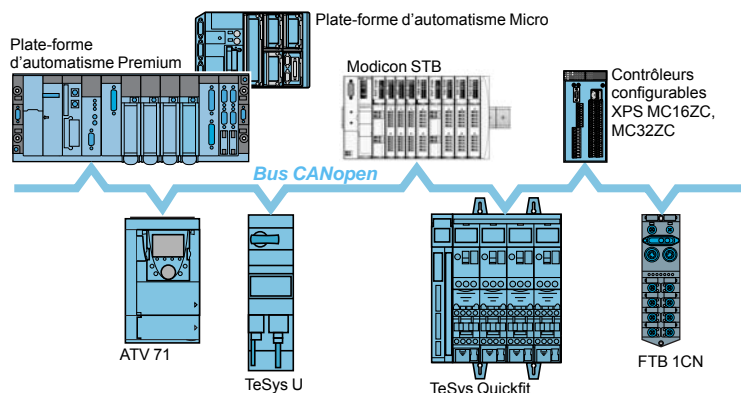 Plate-forme d'automatisme Micro
Plate-forme
d'automatisme Premium
Modicon STB
Contrôleurs
configurables
XPS MC16ZC,
MC32ZC
Bus CANopen
ATV 71
TeSys U
TeSys Quickfit
FTB 1CN